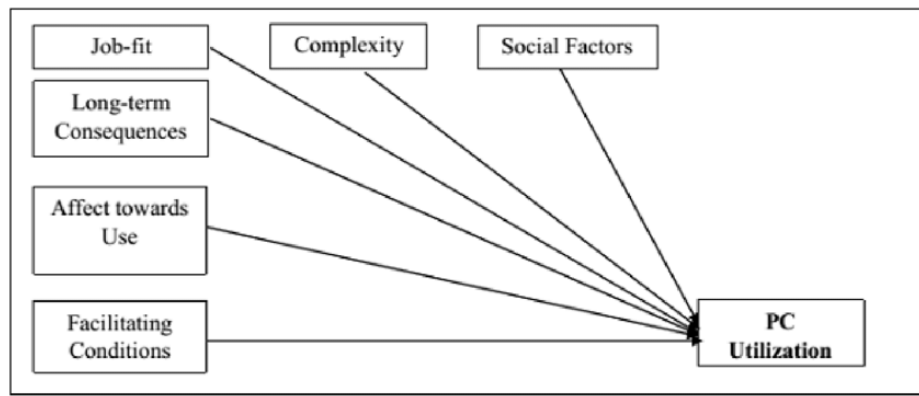 Job-fit
Complexity
Social Factors
Long-term
Consequences
Affect towards
Use
Facilitating
Conditions
PC
Utilization